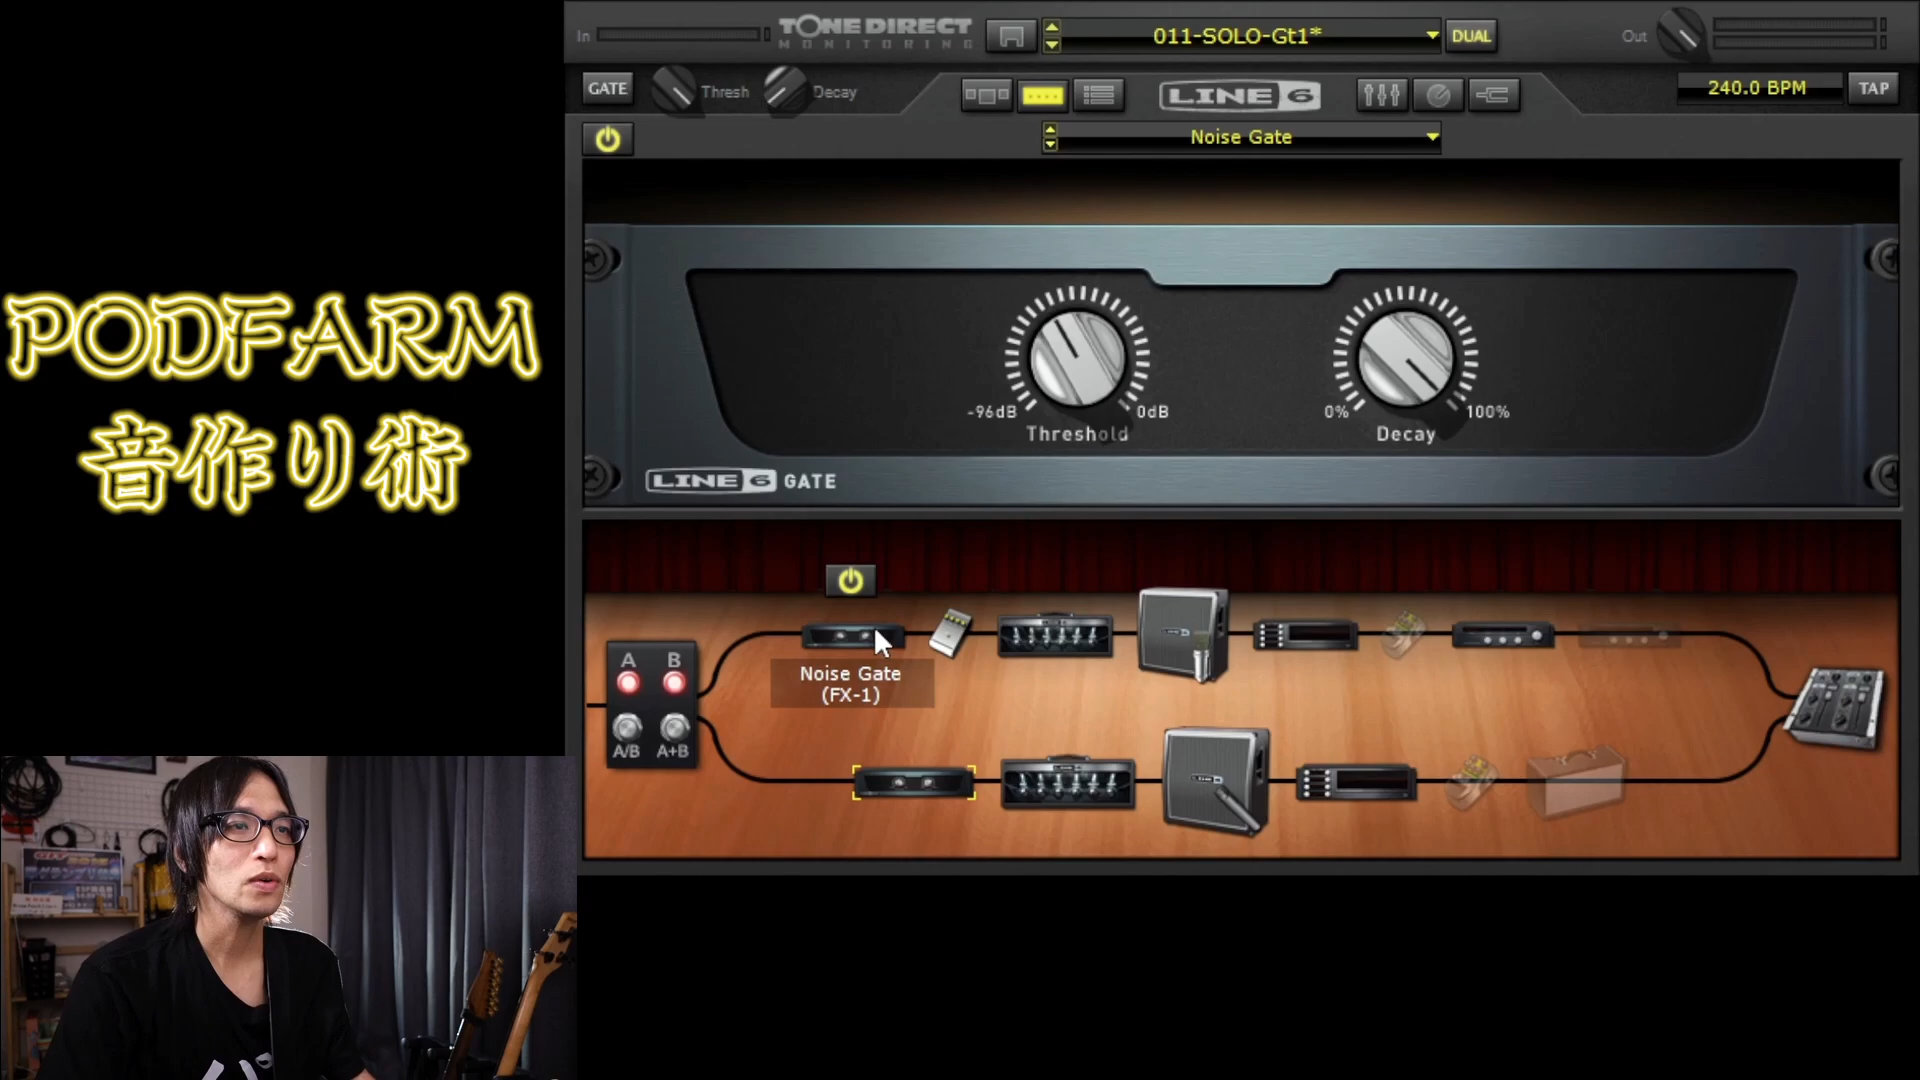 In
TONE DIRECT
MONITORING
011-SOLO-Gt1*
DUAL
Out
GATE
Thresh
Decay
LINE 6
240.0 BPM
TAP
Noise Gate
-96dB
0dB
Threshold
0%
100%
Decay
LINE 6 GATE
PODFARM
音作り術
A
B
A/B
A+B
Noise Gate
(FX-1)